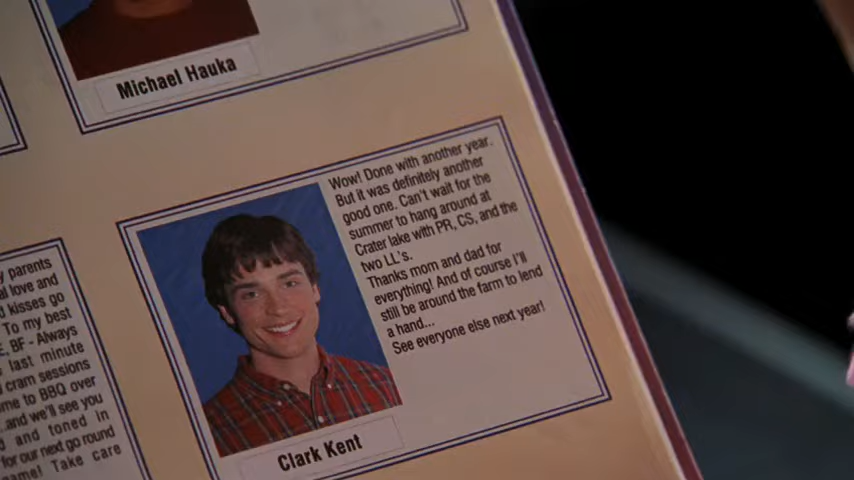 Michael Hauka
Wow! Done with another year.
But it was definitely another
good one. Can't wait for the
summer to hang around at
Crater lake with PR, CS, and the
two LL's.
Thanks mom and dad for
everything! And of course I'll
still be around the farm to lend
a hand...
See everyone else next year!
Clark Kent
parents
love and
kisses go
To my best
BF - Always
last minute
cram sessions
to BBQ over
...and we'll see you
and toned in
for our next go round
Take care